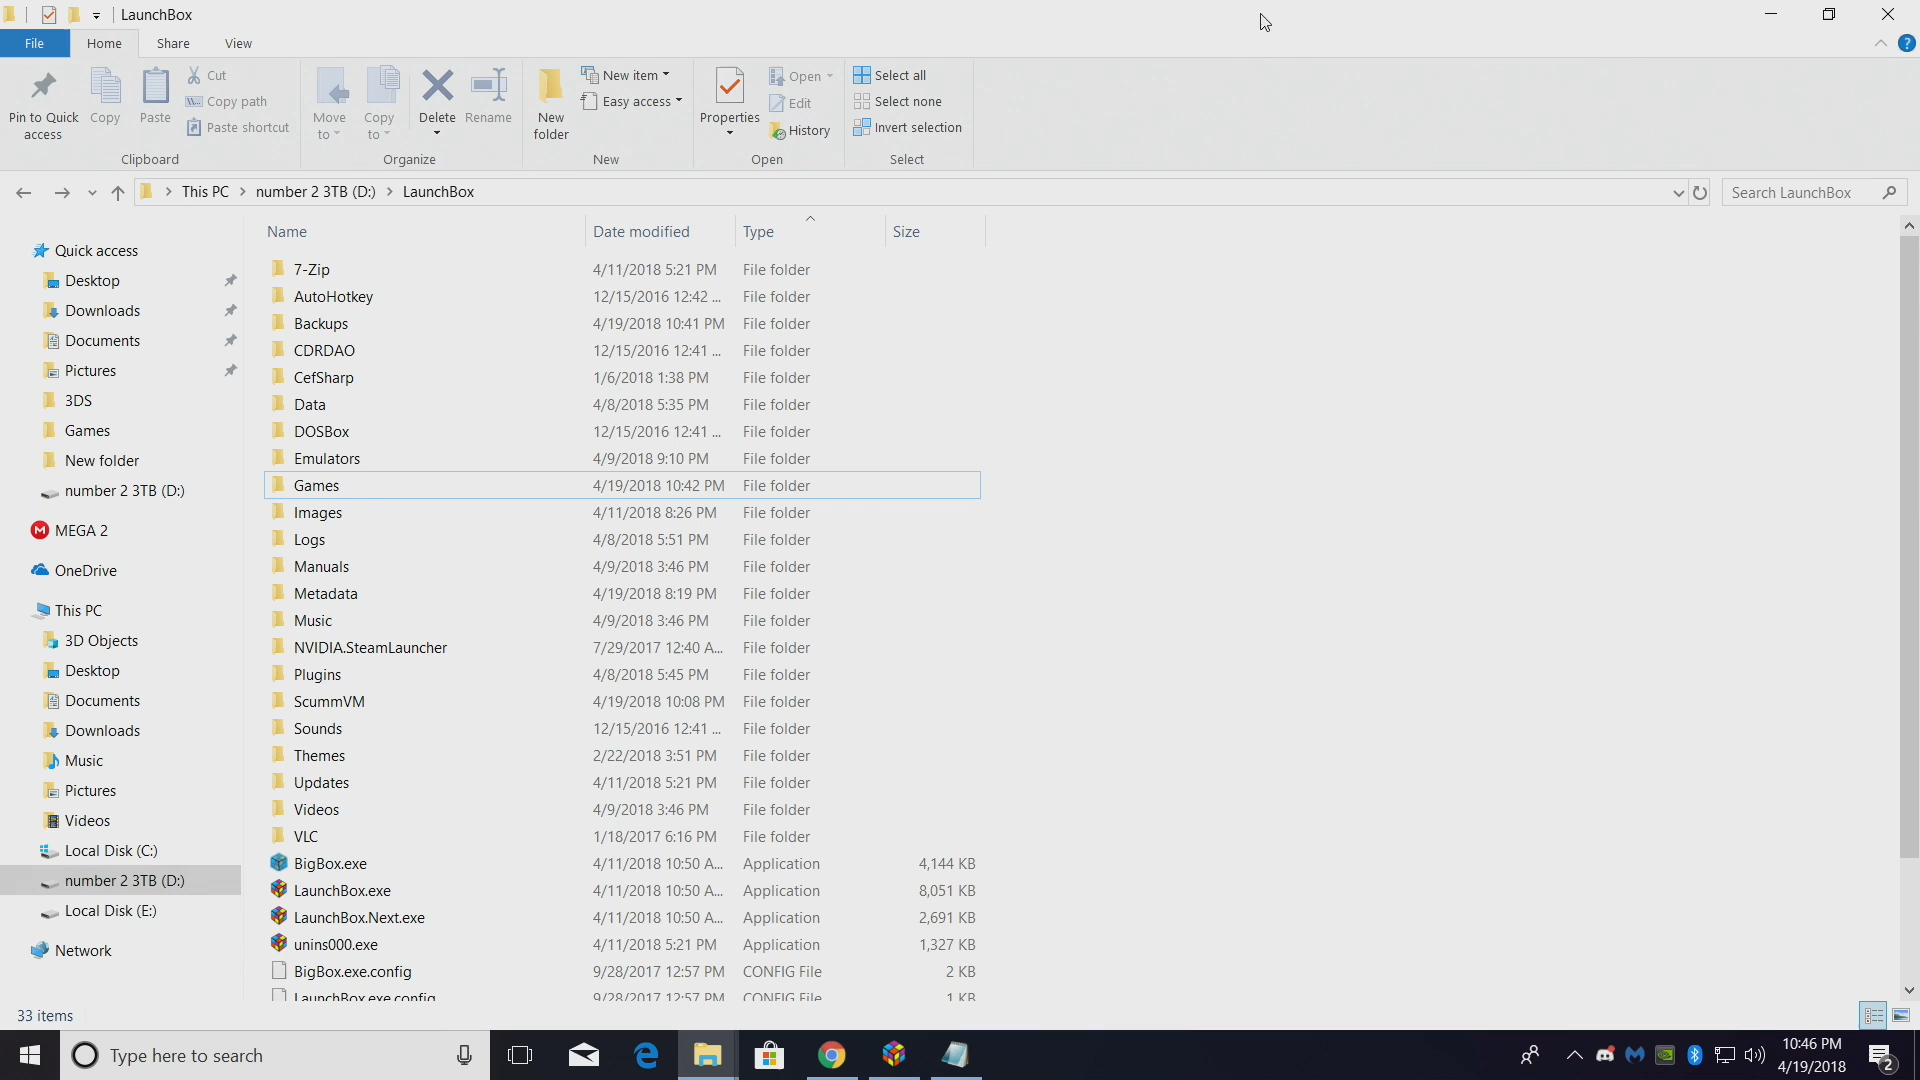 LaunchBox
File
Home
Share
View
Pin to Quick access
Copy
Paste
Cut
Copy path
Paste shortcut
Clipboard
Move to
Copy to
Delete
Rename
Organize
New folder
New item
Easy access
New
Properties
Open
Edit
History
Open
Select all
Select none
Invert selection
Select
This PC > number 2 3TB (D:) > LaunchBox
Search LaunchBox
Quick access
Desktop
Downloads
Documents
Pictures
3DS
Games
New folder
number 2 3TB (D:)
MEGA 2
OneDrive
This PC
3D Objects
Desktop
Documents
Downloads
Music
Pictures
Videos
Local Disk (C:)
number 2 3TB (D:)
Local Disk (E:)
Network
Name Date modified Type Size
7-Zip 4/11/2018 5:21 PM File folder
AutoHotkey 12/15/2016 12:42 ... File folder
Backups 4/19/2018 10:41 PM File folder
CDRDAO 12/15/2016 12:41 ... File folder
CefSharp 1/6/2018 1:38 PM File folder
Data 4/8/2018 5:35 PM File folder
DOSBox 12/15/2016 12:41 ... File folder
Emulators 4/9/2018 9:10 PM File folder
Games 4/19/2018 10:42 PM File folder
Images 4/11/2018 8:26 PM File folder
Logs 4/8/2018 5:51 PM File folder
Manuals 4/9/2018 3:46 PM File folder
Metadata 4/19/2018 8:19 PM File folder
Music 4/9/2018 3:46 PM File folder
NVIDIA.SteamLauncher 7/29/2017 12:40 A... File folder
Plugins 4/8/2018 5:45 PM File folder
ScummVM 4/19/2018 10:08 PM File folder
Sounds 12/15/2016 12:41 ... File folder
Themes 2/22/2018 3:51 PM File folder
Updates 4/11/2018 5:21 PM File folder
Videos 4/9/2018 3:46 PM File folder
VLC 1/18/2017 6:16 PM File folder
BigBox.exe 4/11/2018 10:50 A... Application 4,144 KB
LaunchBox.exe 4/11/2018 10:50 A... Application 8,051 KB
LaunchBox.Next.exe 4/11/2018 10:50 A... Application 2,691 KB
unins000.exe 4/11/2018 5:21 PM Application 1,327 KB
BigBox.exe.config 9/28/2017 12:57 PM CONFIG File 2 KB
LaunchBox.exe.config 9/28/2017 12:57 PM CONFIG File 1 KB
33 items
Type here to search
10:46 PM
4/19/2018
2